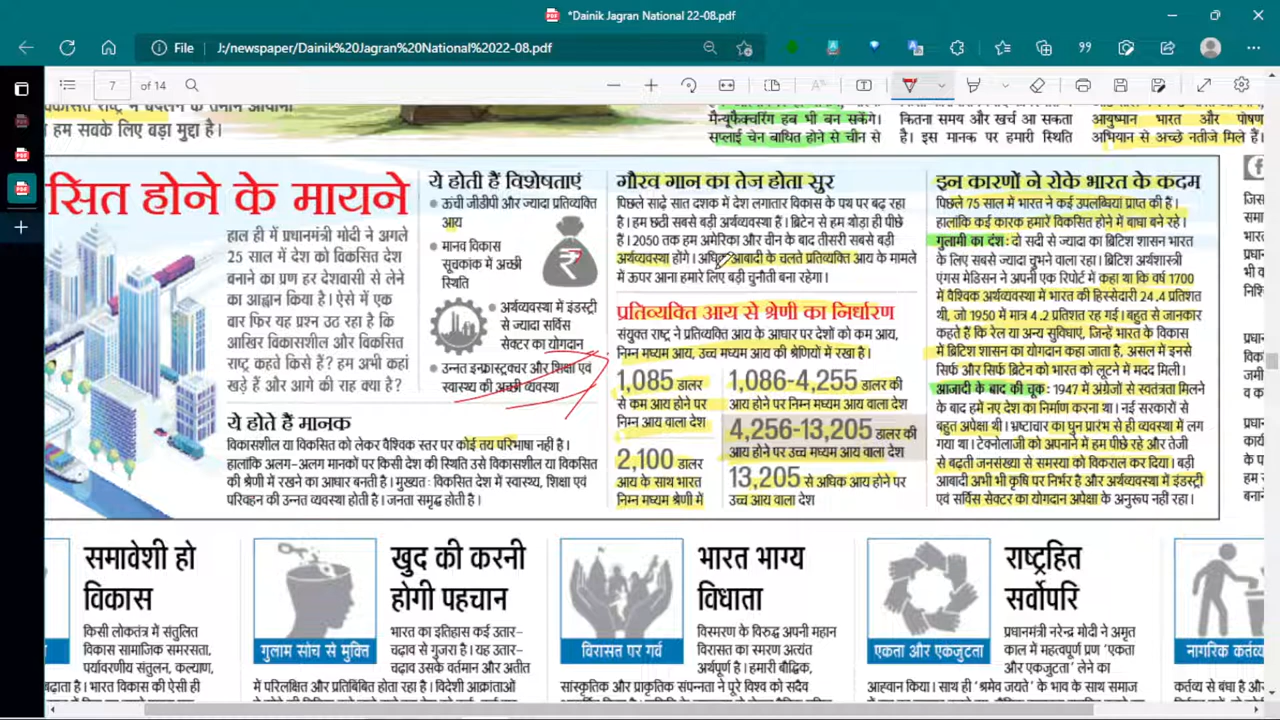 *Dainik Jagran National 22-08.pdf
File
J:/newspaper/Dainik%20Jagran%20National%2022-08.pdf
7
of 14
हम सबके लिए बड़ा मुद्दा है।
मैन्यूफैक्चरिंग हब भी बन सकेंगे।
सप्लाई चेन बाधित होने से चीन से
कितना समय और खर्च आ सकता
है। इस मानक पर हमारी स्थिति
आयुष्मान भारत और पोषण
अभियान से अच्छे नतीजे मिले हैं।
सित होने के मायने
हाल ही में प्रधानमंत्री मोदी ने अगले
25 साल में देश को विकसित देश
बनाने का प्रण हर देशवासी से लेने
का आह्वान किया है। ऐसे में एक
बार फिर यह प्रश्न उठ रहा है कि
आखिर विकासशील और विकसित
राष्ट्र कहते किसे हैं? हम अभी कहां
खड़े हैं और आगे की राह क्या है?
ये होती हैं विशेषताएं
● ऊंची जीडीपी और ज्यादा प्रतिव्यक्ति
आय
● मानव विकास
सूचकांक में अच्छी
स्थिति
₹
● अर्थव्यवस्था में इंडस्ट्री
से ज्यादा सर्विस
सेक्टर का योगदान
● उन्नत इन्फ्रास्ट्रक्चर और शिक्षा एवं
स्वास्थ्य की अच्छी व्यवस्था
ये होते हैं मानक
विकासशील या विकसित को लेकर वैश्विक स्तर पर कोई तय परिभाषा नहीं है।
हालांकि अलग-अलग मानकों पर किसी देश की स्थिति उसे विकासशील या विकसित
की श्रेणी में रखने का आधार बनती है। मुख्यत: विकसित देश में स्वास्थ्य, शिक्षा एवं
परिवहन की उन्नत व्यवस्था होती है। जनता समृद्ध होती है।
गौरव गान का तेज होता सुर
पिछले साढ़े सात दशक में देश लगातार विकास के पथ पर बढ़ रहा
है। हम छठी सबसे बड़ी अर्थव्यवस्था हैं। ब्रिटेन से हम थोड़ा ही पीछे
हैं। 2050 तक हम अमेरिका और चीन के बाद तीसरी सबसे बड़ी
अर्थव्यवस्था होंगे। अधिक आबादी के चलते प्रतिव्यक्ति आय के मामले
में ऊपर आना हमारे लिए बड़ी चुनौती बना रहेगा।
प्रतिव्यक्ति आय से श्रेणी का निर्धारण
संयुक्त राष्ट्र ने प्रतिव्यक्ति आय के आधार पर देशों को कम आय,
निम्न मध्यम आय, उच्च मध्यम आय की श्रेणियों में रखा है।
1,085 डालर
से कम आय होने पर
निम्न आय वाला देश
2,100 डालर
आय के साथ भारत
निम्न मध्यम श्रेणी में
1,086-4,255 डालर की
आय होने पर निम्न मध्यम आय वाला देश
4,256-13,205 डालर की
आय होने पर उच्च मध्यम आय वाला देश
13,205 से अधिक आय होने पर
उच्च आय वाला देश
इन कारणों ने रोके भारत के कदम
पिछले 75 साल में भारत ने कई उपलब्धियां प्राप्त की हैं।
हालांकि कई कारक हमारे विकसित होने में बाधा बने रहे।
गुलामी का दंश: दो सदी से ज्यादा का ब्रिटिश शासन भारत
के लिए सबसे ज्यादा चुभने वाला रहा। ब्रिटिश अर्थशास्त्री
एंगस मेडिसन ने अपनी एक रिपोर्ट में कहा था कि वर्ष 1700
में वैश्विक अर्थव्यवस्था में भारत की हिस्सेदारी 24.4 प्रतिशत
थी, जो 1950 में मात्र 4.2 प्रतिशत रह गई। बहुत से जानकार
कहते हैं कि रेल या अन्य सुविधाएं, जिन्हें भारत के विकास
में ब्रिटिश शासन का योगदान कहा जाता है, असल में इनसे
सिर्फ और सिर्फ ब्रिटेन को भारत को लूटने में मदद मिली।
आजादी के बाद की चूक: 1947 में अंग्रेजों से स्वतंत्रता मिलने
के बाद हमें नए देश का निर्माण करना था। नई सरकारों से
बहुत अपेक्षा थी। भ्रष्टाचार का घुन प्रारंभ से ही व्यवस्था में लग
गया था। टेक्नोलाजी को अपनाने में हम पीछे रहे और तेजी
से बढ़ती जनसंख्या से समस्या को विकराल कर दिया। बड़ी
आबादी अभी भी कृषि पर निर्भर है और अर्थव्यवस्था में इंडस्ट्री
एवं सर्विस सेक्टर का योगदान अपेक्षा के अनुरूप नहीं रहा।
समावेशी हो
विकास
किसी लोकतंत्र में संतुलित
विकास सामाजिक समरसता,
पर्यावरणीय संतुलन, कल्याण,
बढ़ाता है। भारत विकास की ऐसी ही
गुलाम सोच से मुक्ति
खुद की करनी
होगी पहचान
भारत का इतिहास कई उतार-
चढ़ाव से गुजरा है। यह उतार-
चढ़ाव उसके वर्तमान और अतीत
में परिलक्षित और प्रतिबिंबित होता रहा है। विदेशी आक्रांताओं
विरासत पर गर्व
भारत भाग्य
विधाता
विस्मरण के विरुद्ध अपनी महान
विरासत का स्मरण अत्यंत
अर्थपूर्ण है। हमारी बौद्धिक,
सांस्कृतिक और प्राकृतिक संपन्नता ने पूरे विश्व को सदैव
एकता और एकजुटता
राष्ट्रहित
सर्वोपरि
प्रधानमंत्री नरेन्द्र मोदी ने अमृत
काल में महत्वपूर्ण प्रण 'एकता
और एकजुटता' लेने का
आह्वान किया। साथ ही 'श्रमेव जयते' के भाव के साथ समाज
नागरिक कर्तव्य
कर्तव्य से बंधा है और